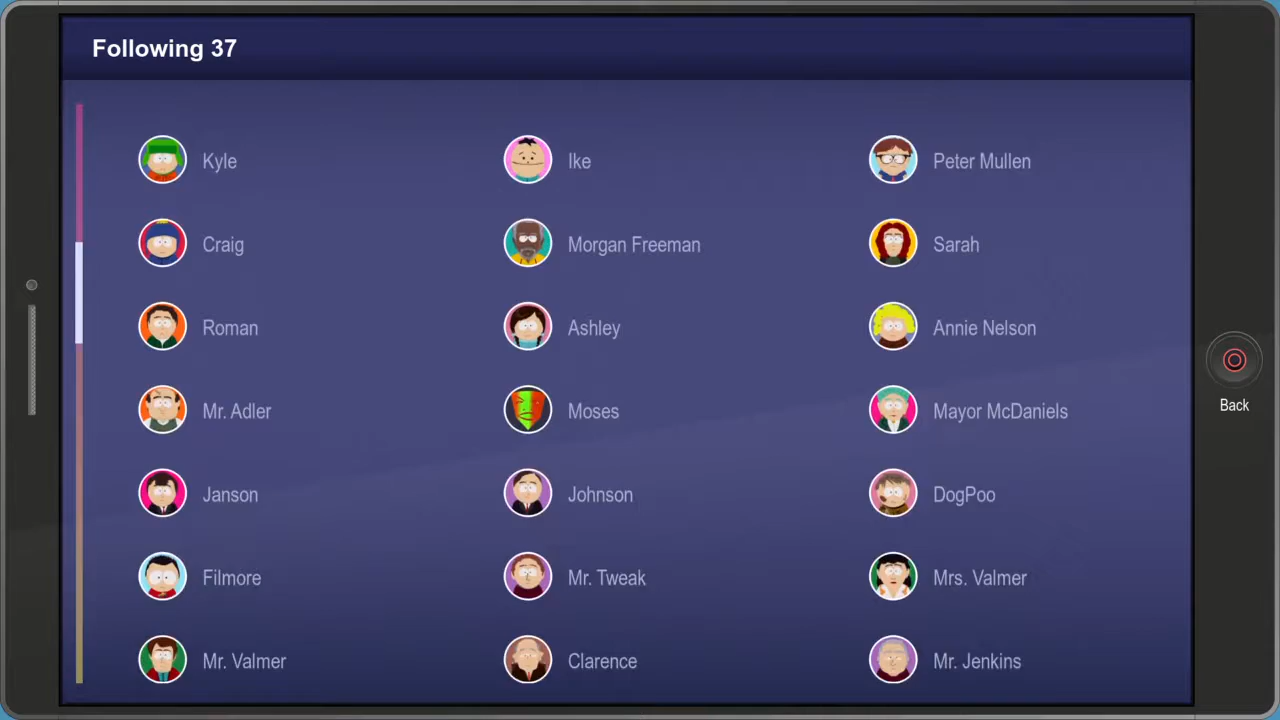 Following 37
Kyle
Ike
Peter Mullen
Craig
Morgan Freeman
Sarah
Roman
Ashley
Annie Nelson
Mr. Adler
Moses
Mayor McDaniels
Back
Janson
Johnson
DogPoo
Filmore
Mr. Tweak
Mrs. Valmer
Mr. Valmer
Clarence
Mr. Jenkins